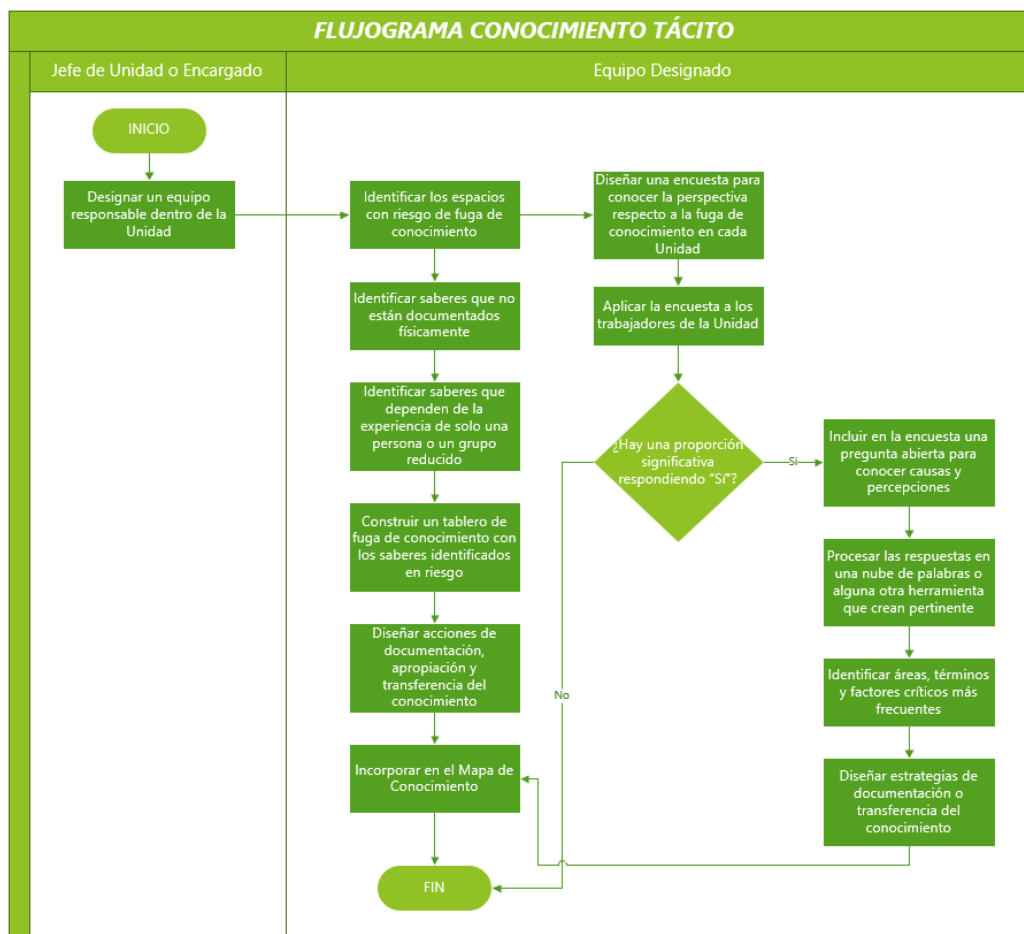 FLUJOGRAMA CONOCIMIENTO TÁCITO
Jefe de Unidad o Encargado
Equipo Designado
INICIO
Designar un equipo
responsable dentro de la
Unidad
Identificar los espacios
con riesgo de fuga de
conocimiento
Identificar saberes que no
están documentados
físicamente
Identificar saberes que
dependen de la
experiencia de solo una
persona o un grupo
reducido
Construir un tablero de
fuga de conocimiento con
los saberes identificados
en riesgo
Diseñar acciones de
documentación,
apropiación y
transferencia del
conocimiento
Incorporar en el Mapa de
Conocimiento
FIN
Diseñar una encuesta para
conocer la perspectiva
respecto a la fuga de
conocimiento en cada
Unidad
Aplicar la encuesta a los
trabajadores de la Unidad
¿Hay una proporción
significativa
respondiendo "Sí"?
No
Si
Incluir en la encuesta una
pregunta abierta para
conocer causas y
percepciones
Procesar las respuestas en
una nube de palabras o
alguna otra herramienta
que crean pertinente
Identificar áreas, términos
y factores críticos más
frecuentes
Diseñar estrategias de
documentación o
transferencia del
conocimiento